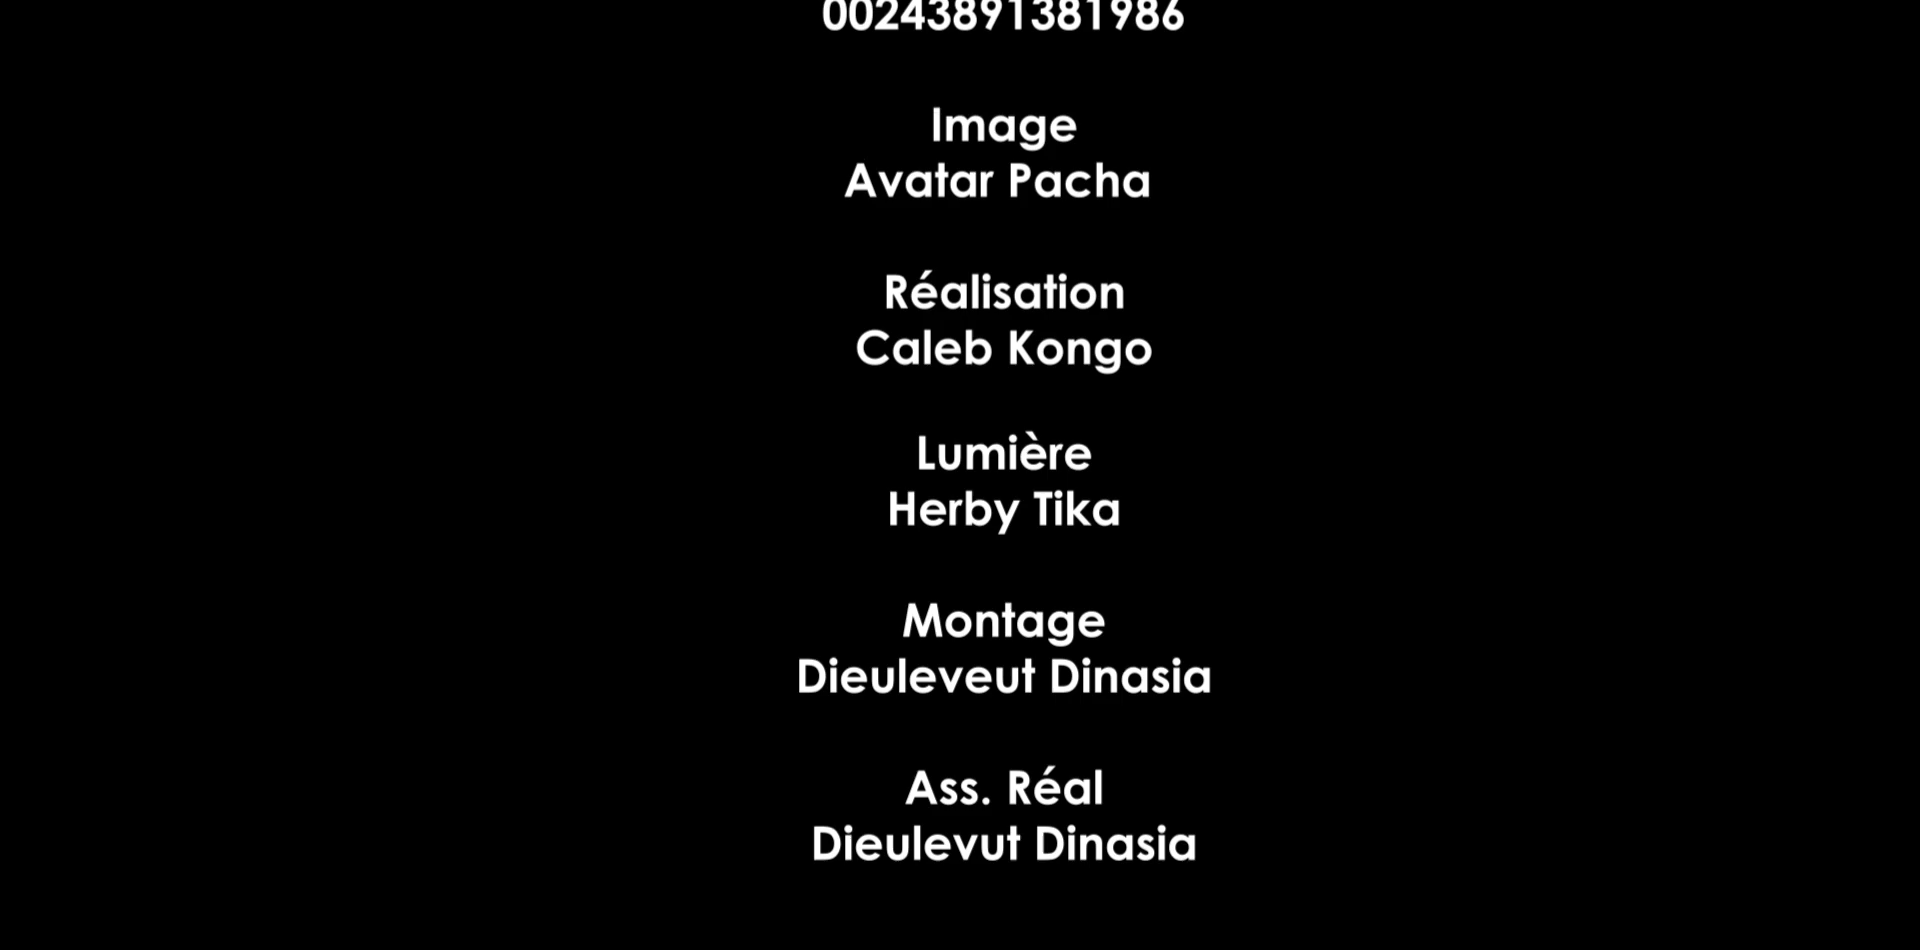 00243891381986
Image
Avatar Pacha
Réalisation
Caleb Kongo
Lumière
Herby Tika
Montage
Dieuleveut Dinasia
Ass. Réal
Dieulevut Dinasia